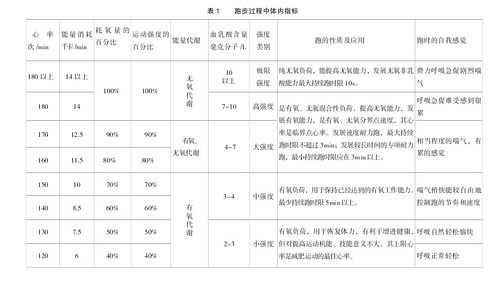 表 1 跑步过程中体内指标
心 率 次/min
能量消耗 千卡/min
耗氧量的 百分比
运动强度的 百分比
能量代谢
血乳酸含量 毫克分子 /L
强度 类别
跑的性质及应用
跑时的自我感觉
180 以上
14 以上
100%
100%
无氧代谢
10 以上
极限 强度
纯无氧负荷,能提高无氧能力,发展无氧非乳
酸能力最大持续跑时限 10s。
费力呼吸急促剧烈喘
气
180
14
7~10
高强度
是有氧、无氧混合性负荷,提高无氧能力,发
展有氧能力,是有氧、无氧分界点速度,其心
率是临界点心率。发展速度耐力跑,最大持续
跑时限不超过 3min;发展较长时间的专项耐力
跑,最小持续跑时限应在 3min 以上。
呼吸急促难受感到很
累
170
12.5
90%
90%
有氧、
无氧代谢
4~7
大强度
相当程度的喘气,有
累的感觉
160
11.5
80%
80%
150
10
70%
70%
有氧代谢
3~4
中强度
有氧负荷,用于保持已经达到的有氧工作能力。
最少持续跑时限 5min 以上。
喘气稍快能较自由地
控制跑的节奏和速度
140
8.5
60%
60%
130
7.5
50%
50%
2~3
小强度
有氧负荷,用于恢复体力,有利于增进健康,
但对提高运动机能、技能意义不大。其上限心
率是减肥运动的最佳心率。
呼吸自然轻松愉快
120
6
40%
40%
呼吸正常轻松